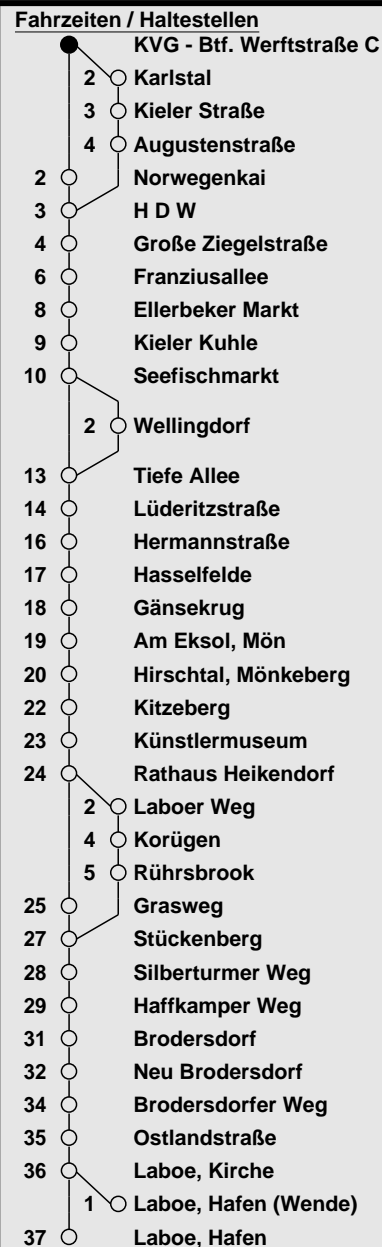 Fahrzeiten / Haltestellen
KVG - Btf. Werftstraße C
2 Karlstal
3 Kieler Straße
4 Augustenstraße
2 Norwegenkai
3 H D W
4 Große Ziegelstraße
6 Franziusallee
8 Ellerbeker Markt
9 Kieler Kuhle
10 Seefischmarkt
2 Wellingdorf
13 Tiefe Allee
14 Lüderitzstraße
16 Hermannstraße
17 Hasselfelde
18 Gänsekrug
19 Am Eksol, Mön
20 Hirschtal, Mönkeberg
22 Kitzeberg
23 Künstlermuseum
24 Rathaus Heikendorf
2 Laboer Weg
4 Korügen
5 Rührsbrook
25 Grasweg
27 Stückenberg
28 Silberturmer Weg
29 Haffkamper Weg
31 Brodersdorf
32 Neu Brodersdorf
34 Brodersdorfer Weg
35 Ostlandstraße
36 Laboe, Kirche
1 Laboe, Hafen (Wende)
37 Laboe, Hafen